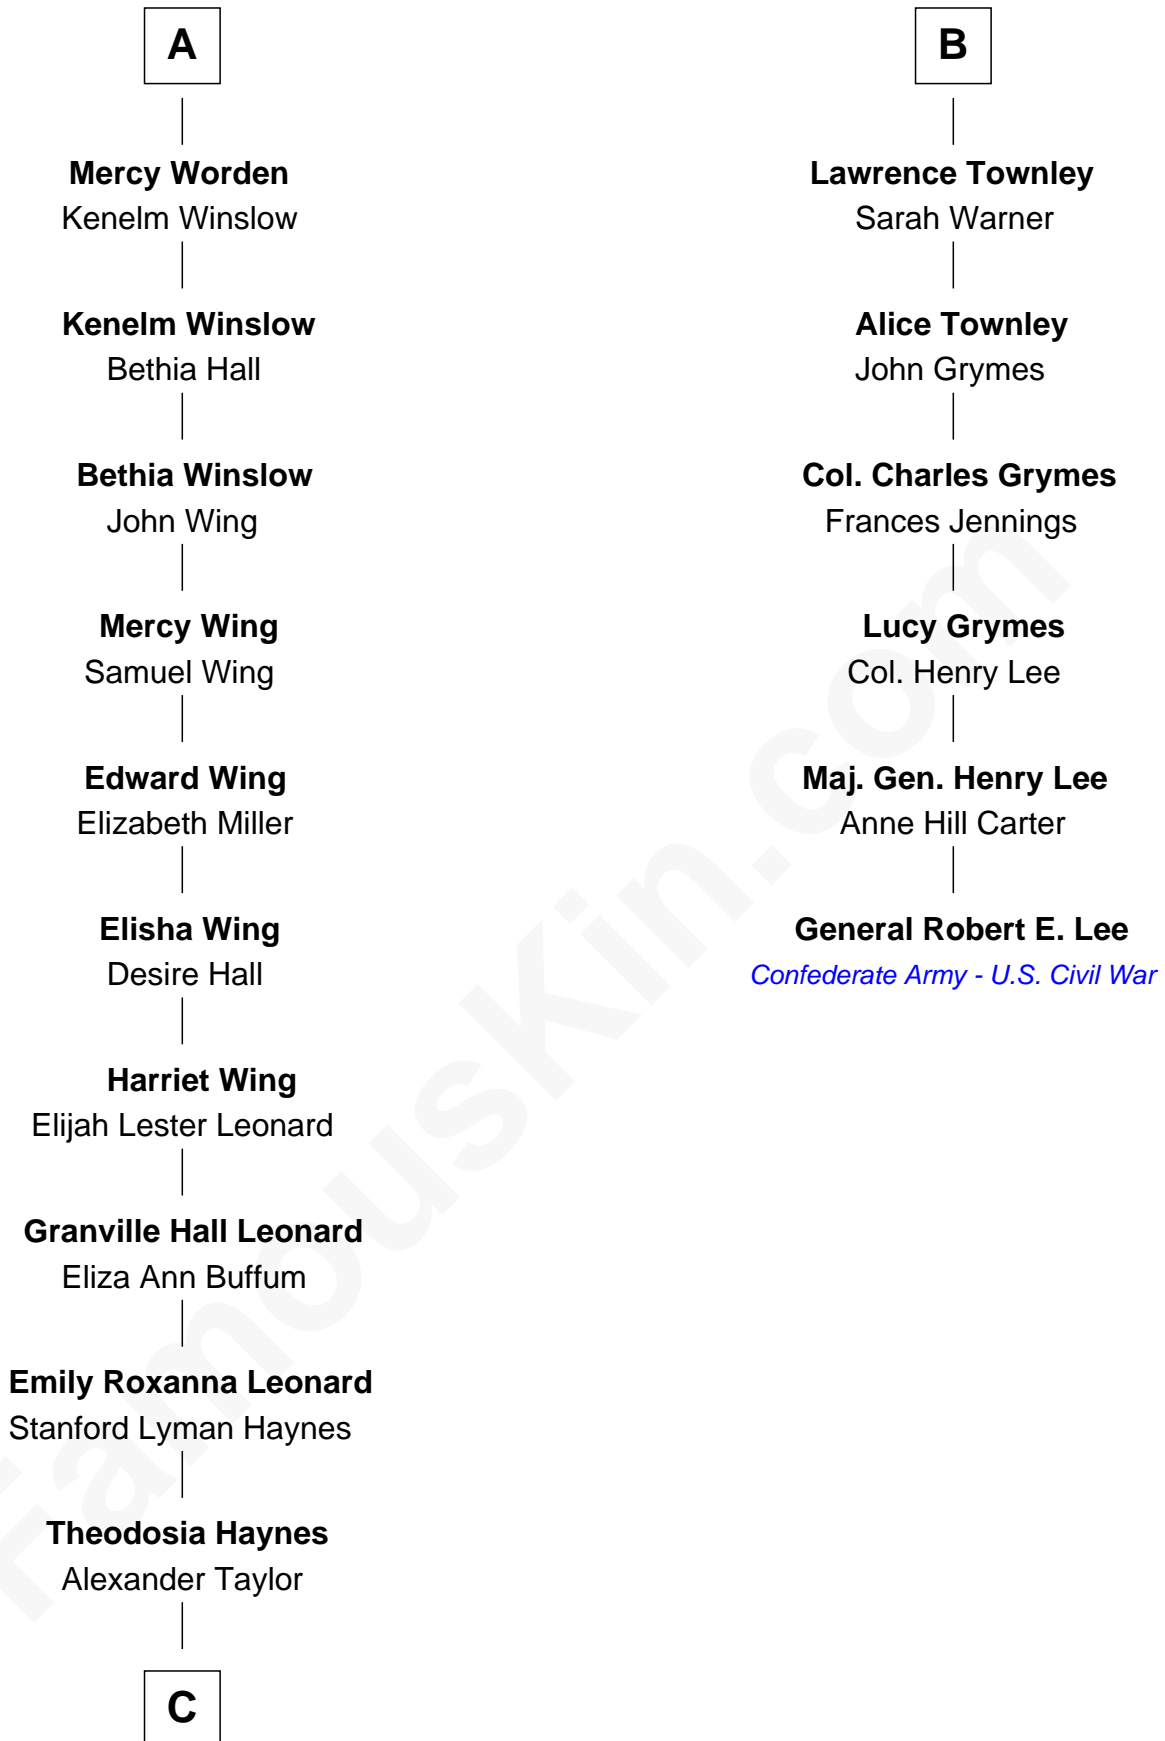 A
Mercy Worden
Kenelm Winslow
Kenelm Winslow
Bethia Hall
Bethia Winslow
John Wing
Mercy Wing
Samuel Wing
Edward Wing
Elizabeth Miller
Elisha Wing
Desire Hall
Harriet Wing
Elijah Lester Leonard
Granville Hall Leonard
Eliza Ann Buffum
Emily Roxanna Leonard
Stanford Lyman Haynes
Theodosia Haynes
Alexander Taylor
C
B
Lawrence Townley
Sarah Warner
Alice Townley
John Grymes
Col. Charles Grymes
Frances Jennings
Lucy Grymes
Col. Henry Lee
Maj. Gen. Henry Lee
Anne Hill Carter
General Robert E. Lee
Confederate Army - U.S. Civil War
FamousKin.com